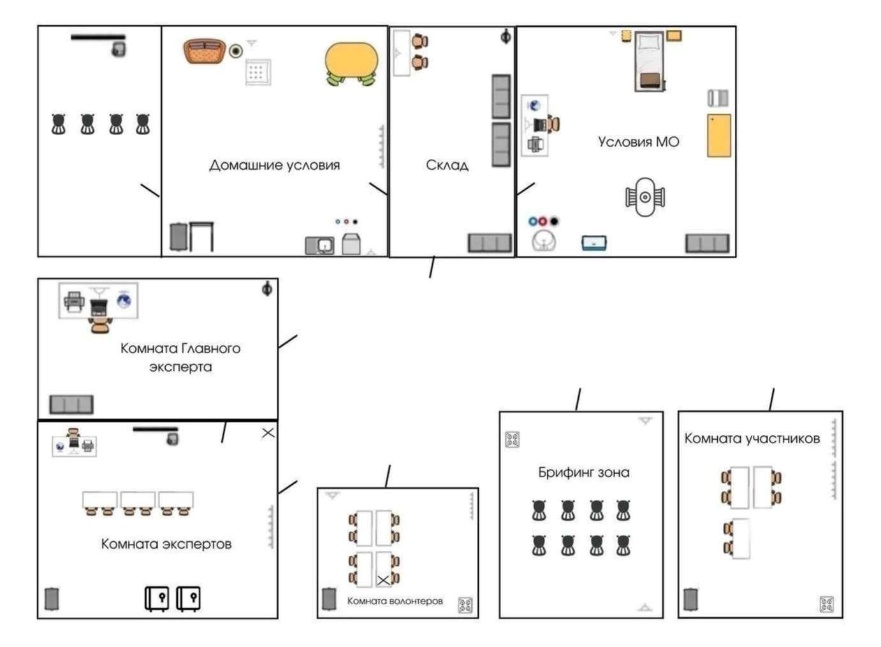 Домашние условия
Склад
Условия МО
Комната Главного
эксперта
Комната экспертов
Комната волонтеров
Брифинг зона
Комната участников